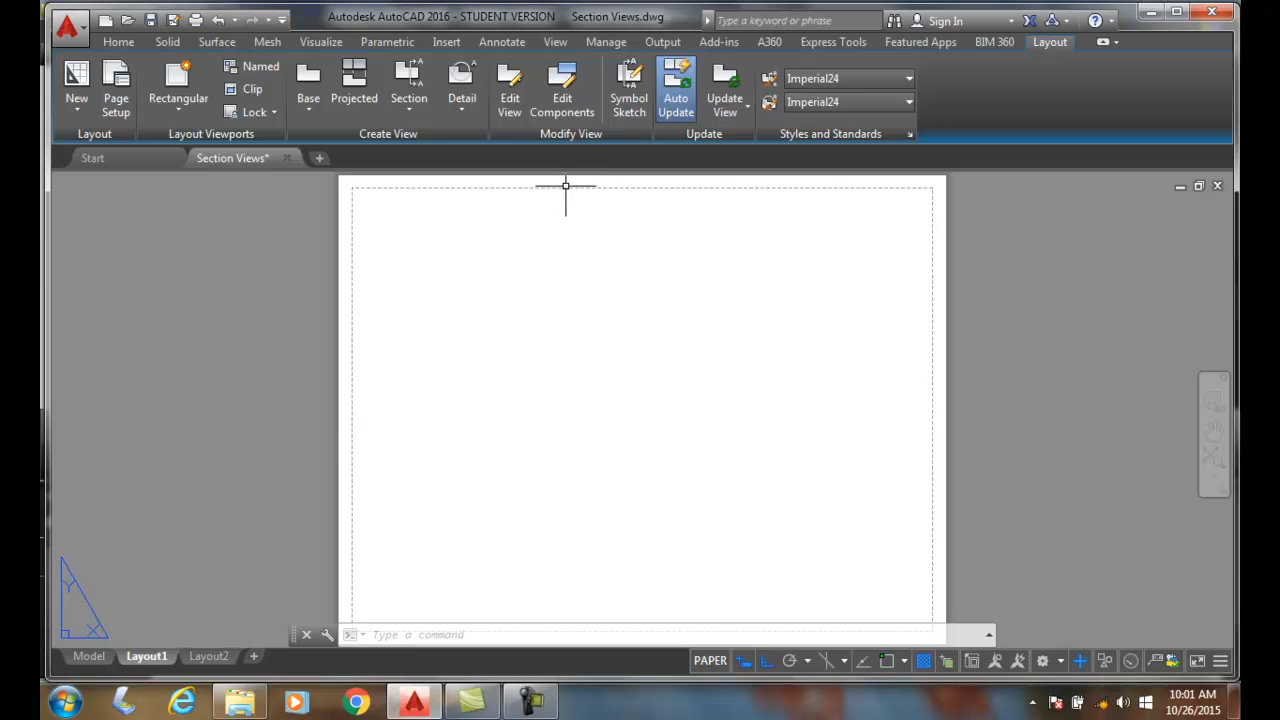 Autodesk AutoCAD 2016 - STUDENT VERSION Section Views.dwg Type a keyword or phrase Sign In
Home Solid Surface Mesh Visualize Parametric Insert Annotate View Manage Output Add-ins A360 Express Tools Featured Apps BIM 360 Layout
New Page Setup Rectangular Named Clip Lock Base Projected Section Detail Edit View Edit Components Symbol Sketch Auto Update Update View Imperial24 Imperial24
Layout Layout Viewports Create View Modify View Update Styles and Standards
Start Section Views*
Type a command
Model Layout1 Layout2 PAPER
10:01 AM
10/26/2015